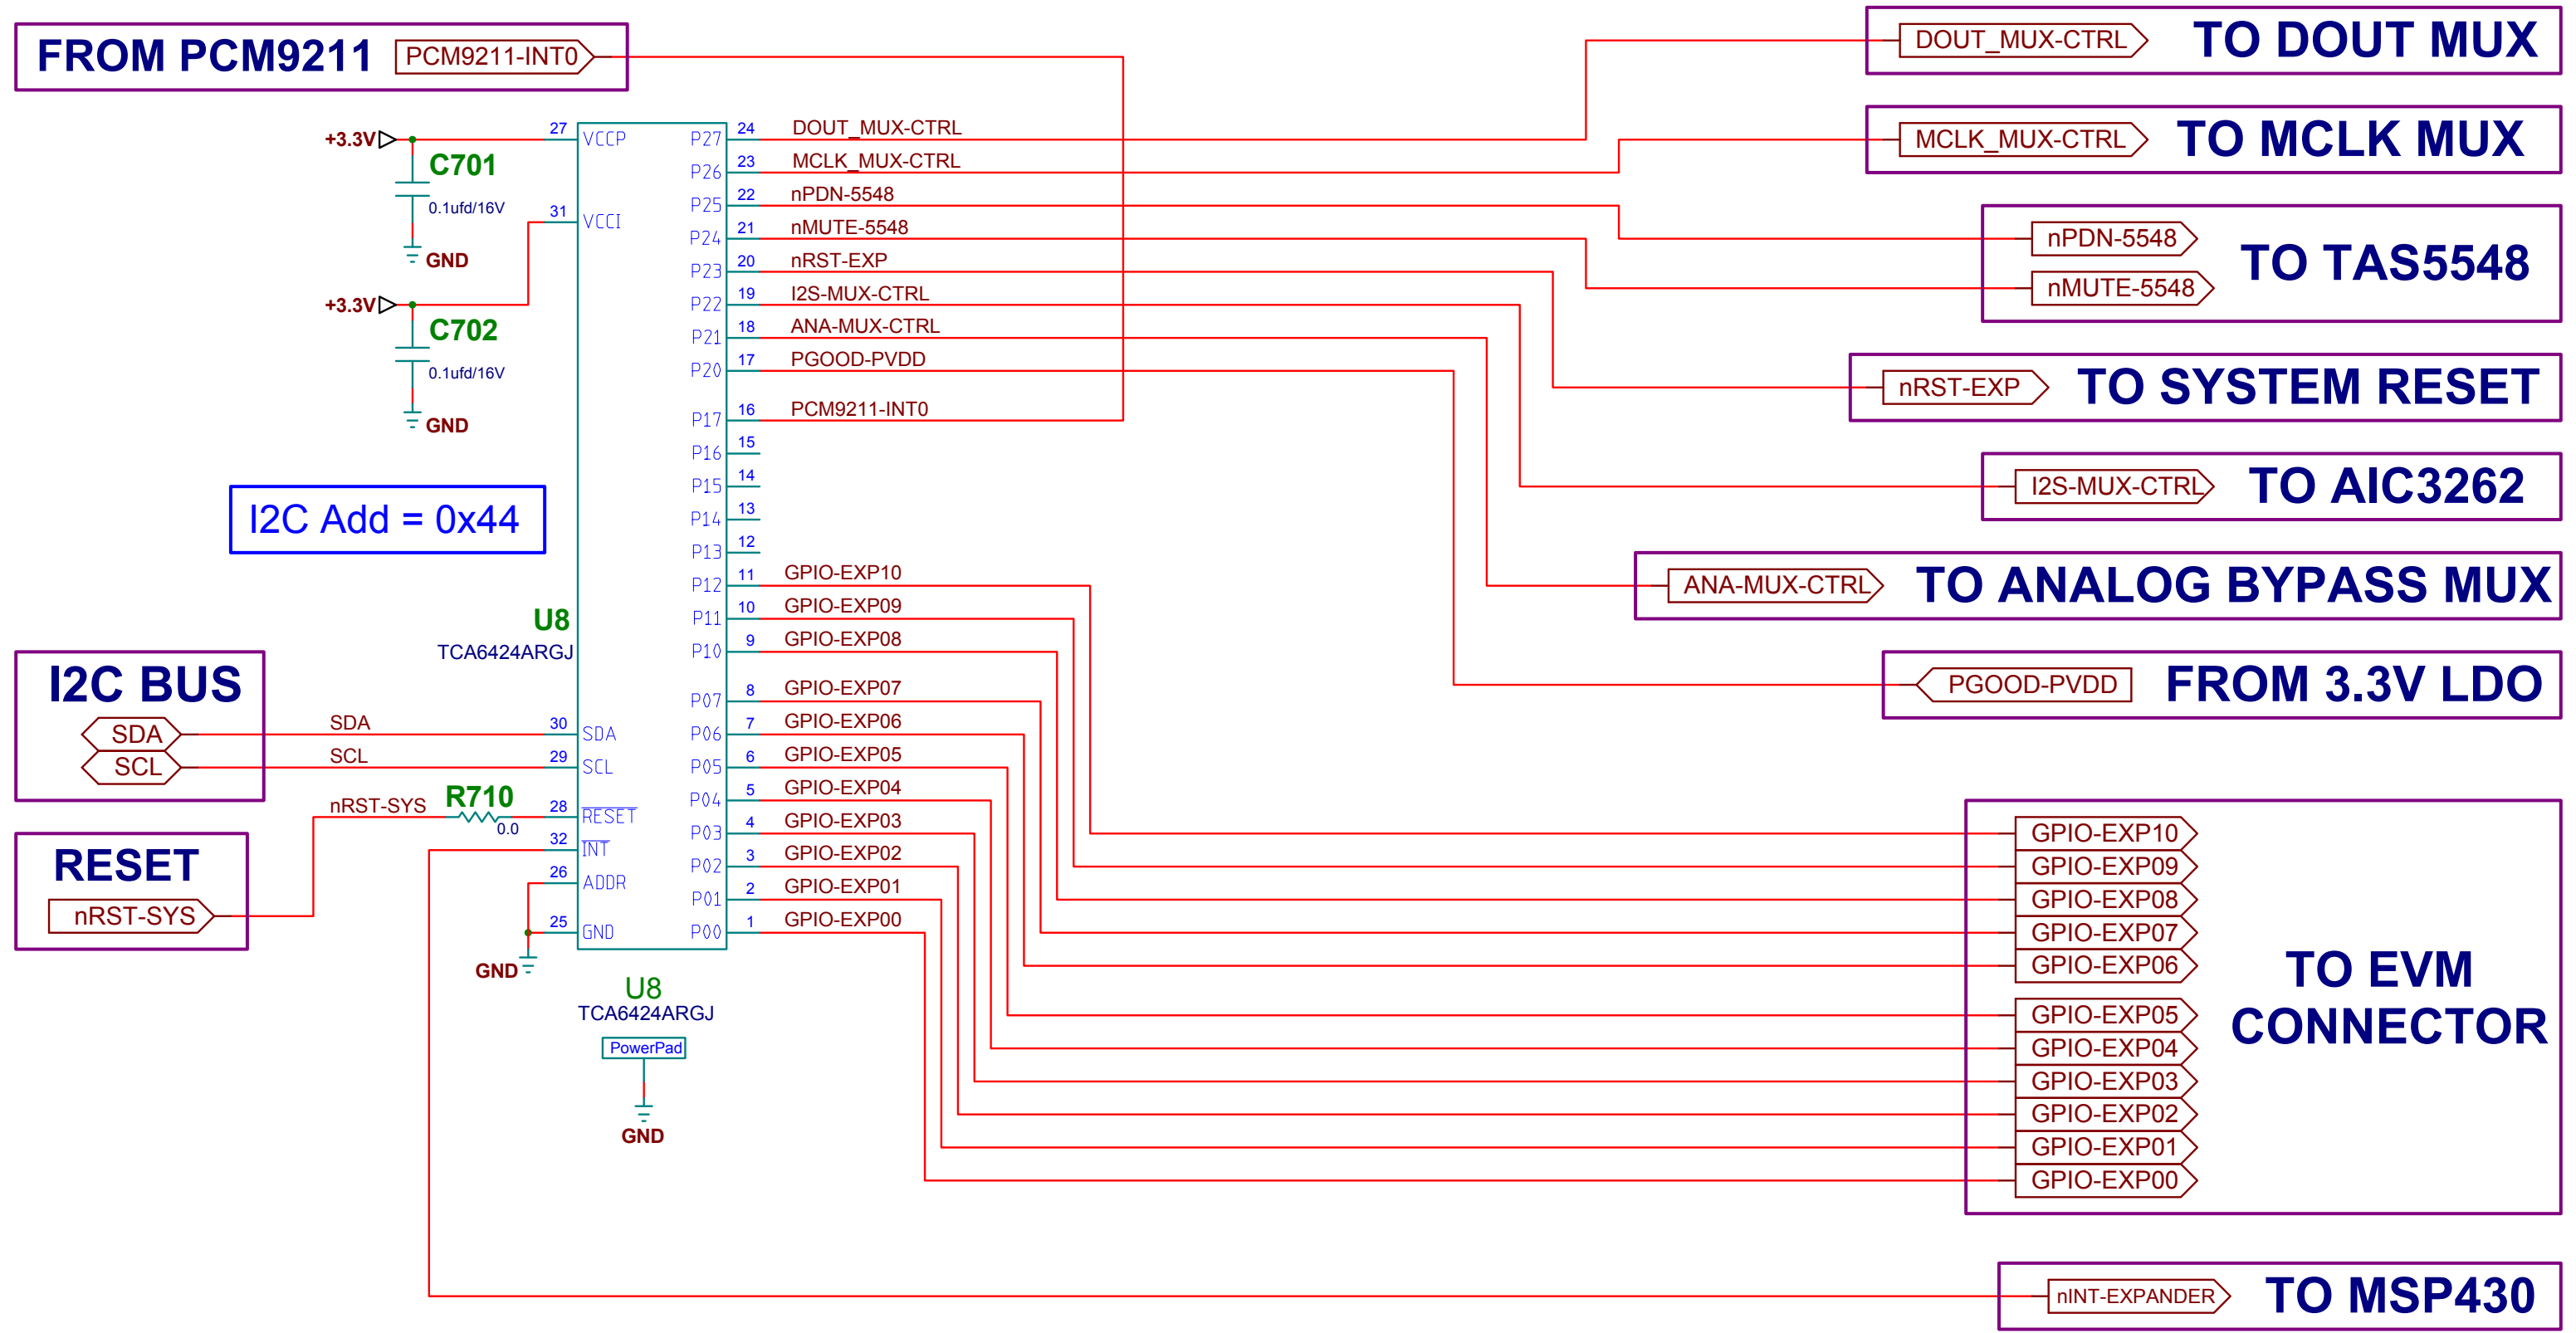 FROM PCM9211 PCM9211-INT0
DOUT_MUX-CTRL TO DOUT MUX
MCLK_MUX-CTRL TO MCLK MUX
nPDN-5548
nMUTE-5548
TO TAS5548
nRST-EXP TO SYSTEM RESET
I2S-MUX-CTRL TO AIC3262
ANA-MUX-CTRL TO ANALOG BYPASS MUX
PGOOD-PVDD FROM 3.3V LDO
+3.3V
C701
0.1ufd/16V
GND
+3.3V
C702
0.1ufd/16V
GND
I2C Add = 0x44
U8
TCA6424ARGJ
I2C BUS
SDA
SCL
RESET
nRST-SYS
SDA 30 SDA
SCL 29 SCL
nRST-SYS R710 0.0 28 RESET
32 INT
26 ADDR
25 GND
GND
27 VCCP
31 VCCI
P27 24 DOUT_MUX-CTRL
P26 23 MCLK_MUX-CTRL
P25 22 nPDN-5548
P24 21 nMUTE-5548
P23 20 nRST-EXP
P22 19 I2S-MUX-CTRL
P21 18 ANA-MUX-CTRL
P20 17 PGOOD-PVDD
P17 16 PCM9211-INT0
P16 15
P15 14
P14 13
P13 12
P12 11 GPIO-EXP10
P11 10 GPIO-EXP09
P10 9 GPIO-EXP08
P07 8 GPIO-EXP07
P06 7 GPIO-EXP06
P05 6 GPIO-EXP05
P04 5 GPIO-EXP04
P03 4 GPIO-EXP03
P02 3 GPIO-EXP02
P01 2 GPIO-EXP01
P00 1 GPIO-EXP00
U8
TCA6424ARGJ
PowerPad
GND
GPIO-EXP10
GPIO-EXP09
GPIO-EXP08
GPIO-EXP07
GPIO-EXP06
GPIO-EXP05
GPIO-EXP04
GPIO-EXP03
GPIO-EXP02
GPIO-EXP01
GPIO-EXP00
TO EVM
CONNECTOR
nINT-EXPANDER TO MSP430